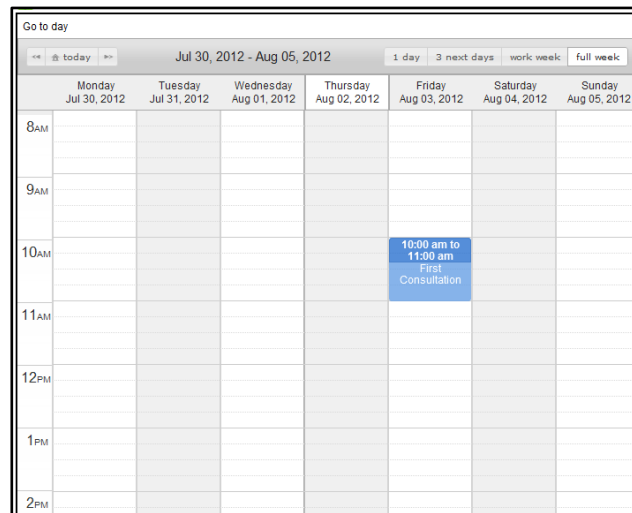 Go to day
today
Jul 30, 2012 - Aug 05, 2012
1 day
3 next days
work week
full week
Monday
Jul 30, 2012
Tuesday
Jul 31, 2012
Wednesday
Aug 01, 2012
Thursday
Aug 02, 2012
Friday
Aug 03, 2012
Saturday
Aug 04, 2012
Sunday
Aug 05, 2012
8AM
9AM
10AM
10:00 am to
11:00 am
First
Consultation
11AM
12PM
1PM
2PM